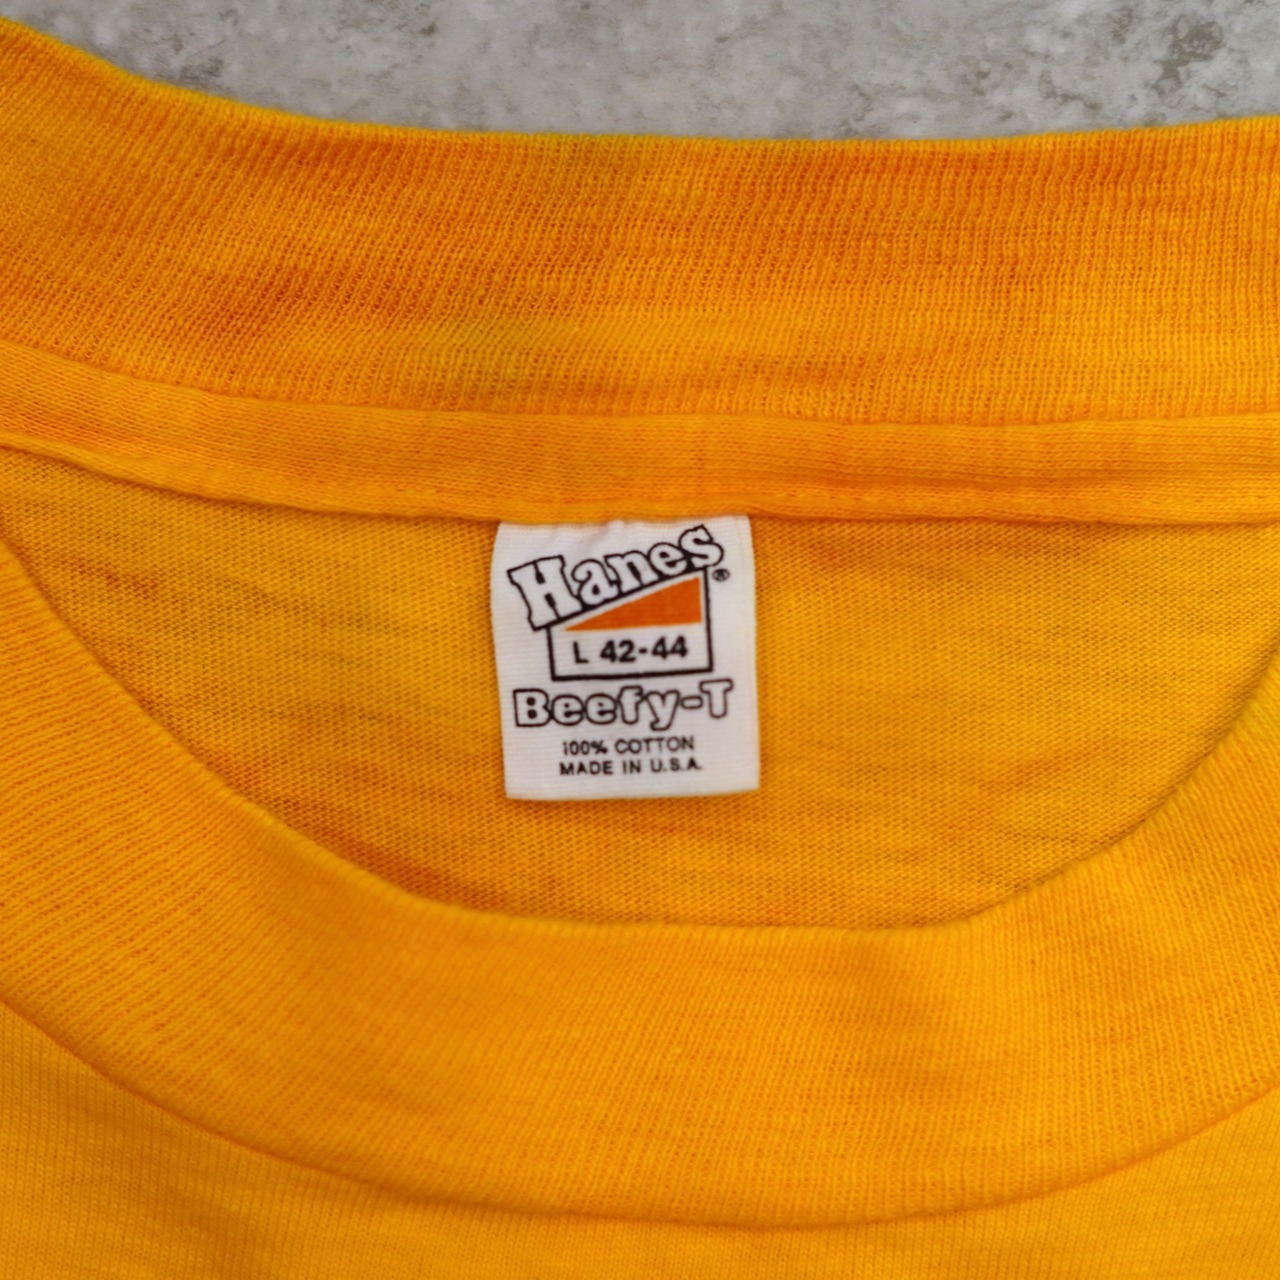 Hanes®
L 42-44
Beefy-T
100% COTTON
MADE IN U.S.A.